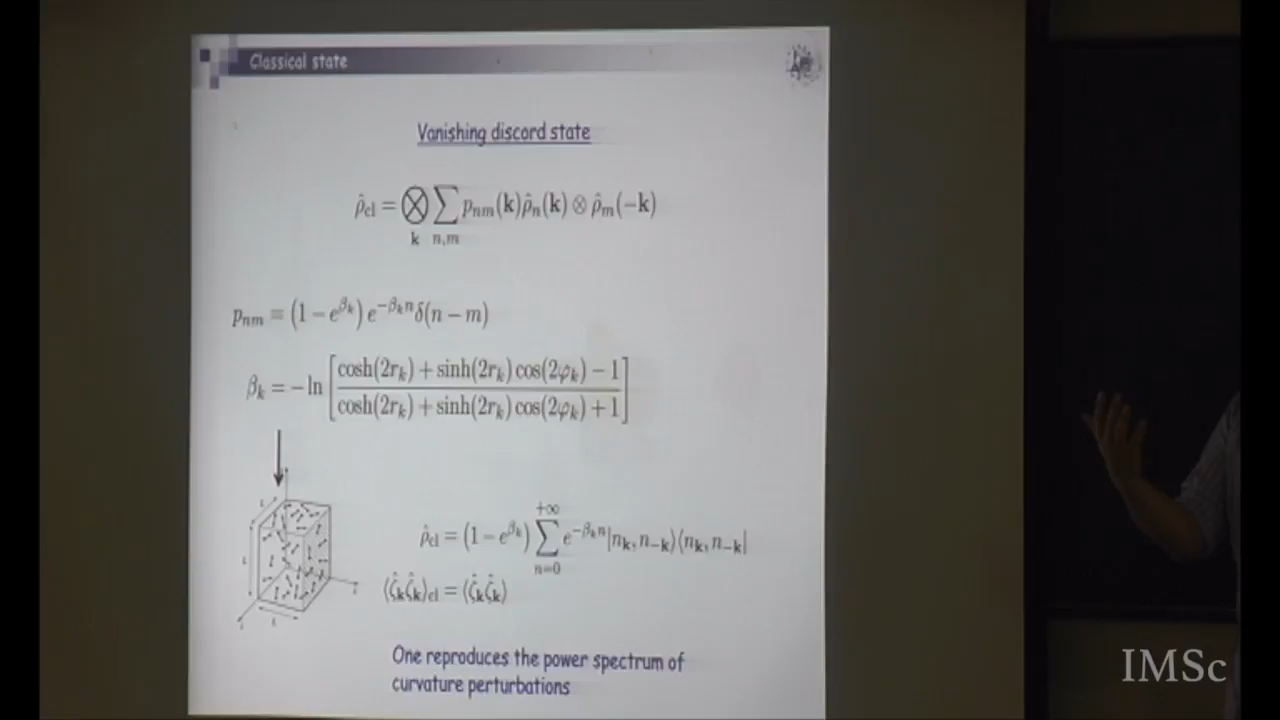 Classical state
Vanishing discord state
ρ̂_cl = ⨂_k ∑_{n,m} p_{nm}(k) ρ̂_n(k) ⊗ ρ̂_m(−k)
p_{nm} = (1 − e^{β_k}) e^{−β_k n} δ(n − m)
β_k = − ln [ (cosh(2r_k) + sinh(2r_k) cos(2φ_k) − 1) / (cosh(2r_k) + sinh(2r_k) cos(2φ_k) + 1) ]
ρ̂_cl = (1 − e^{β_k}) ∑_{n=0}^{+∞} e^{−β_k n} |n_k, n_{−k}⟩⟨n_k, n_{−k}|
⟨ζ̂_k ζ̂_k⟩_cl = ⟨ζ̂_k ζ̂_k⟩
One reproduces the power spectrum of
curvature perturbations
IMSc